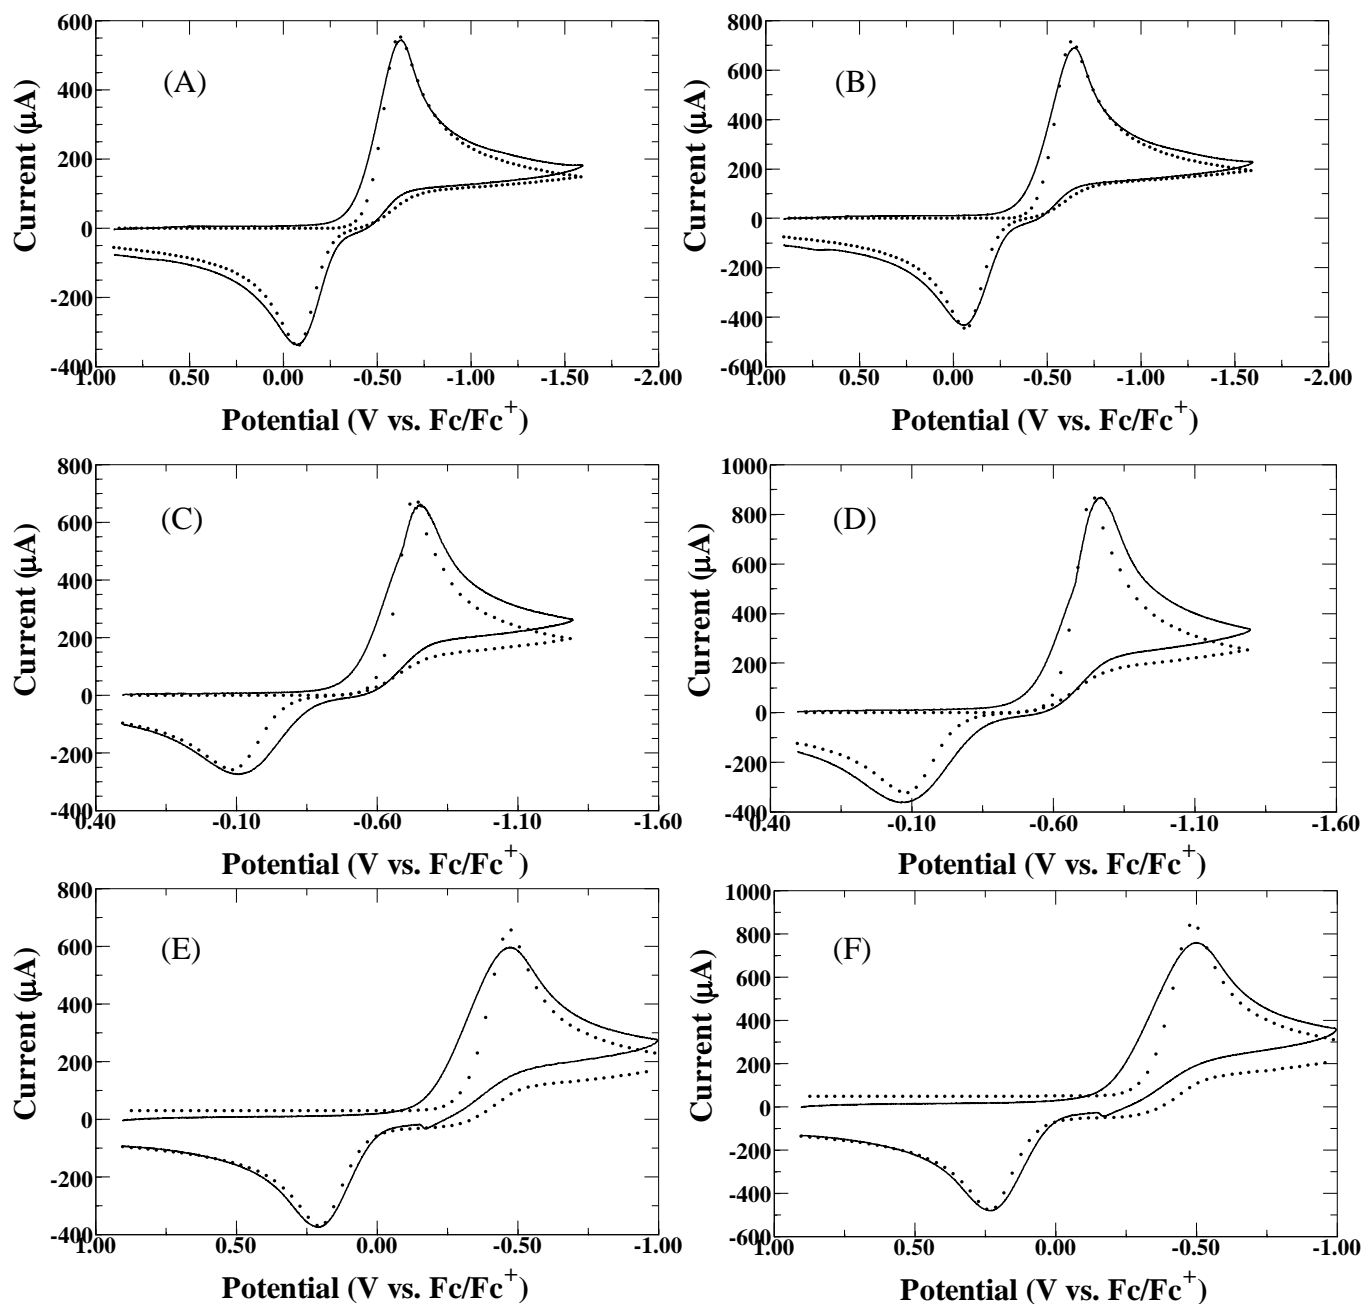 600
400
200
0
-200
-400
Current (µA)
(A)
1.00 0.50 0.00 -0.50 -1.00 -1.50 -2.00
Potential (V vs. Fc/Fc+)
800
600
400
200
0
-200
-400
-600
Current (µA)
(B)
1.00 0.50 0.00 -0.50 -1.00 -1.50 -2.00
Potential (V vs. Fc/Fc+)
800
600
400
200
0
-200
-400
Current (µA)
(C)
0.40 -0.10 -0.60 -1.10 -1.60
Potential (V vs. Fc/Fc+)
1000
800
600
400
200
0
-200
-400
Current (µA)
(D)
0.40 -0.10 -0.60 -1.10 -1.60
Potential (V vs. Fc/Fc+)
800
600
400
200
0
-200
-400
Current (µA)
(E)
1.00 0.50 0.00 -0.50 -1.00
Potential (V vs. Fc/Fc+)
1000
800
600
400
200
0
-200
-400
-600
Current (µA)
(F)
1.00 0.50 0.00 -0.50 -1.00
Potential (V vs. Fc/Fc+)